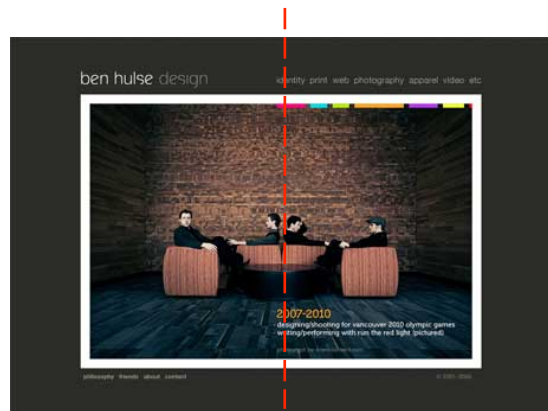 ben hulse design
identity print web photography apparel video etc
2007-2010
designing/shooting for vancouver 2010 olympic games
writing/performing with run the red light (pictured)
philosophy friends about contact